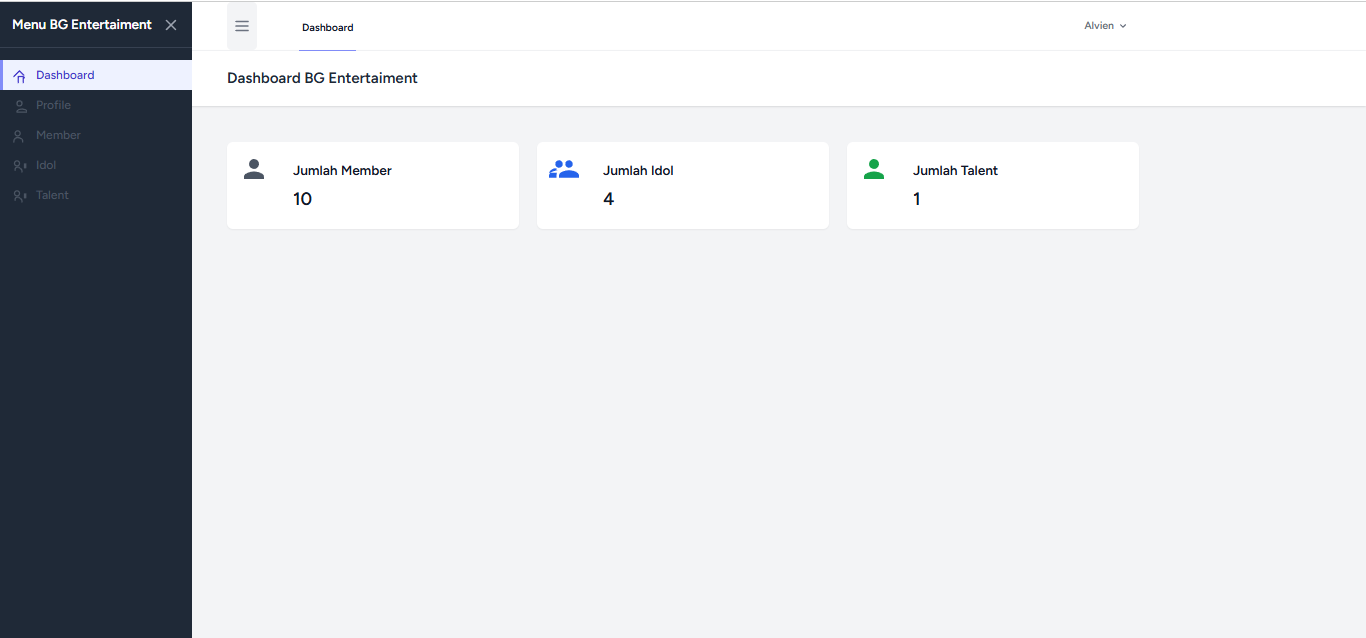 Menu BG Entertaiment
Dashboard
Profile
Member
Idol
Talent
Dashboard
Alvien
Dashboard BG Entertaiment
Jumlah Member
10
Jumlah Idol
4
Jumlah Talent
1